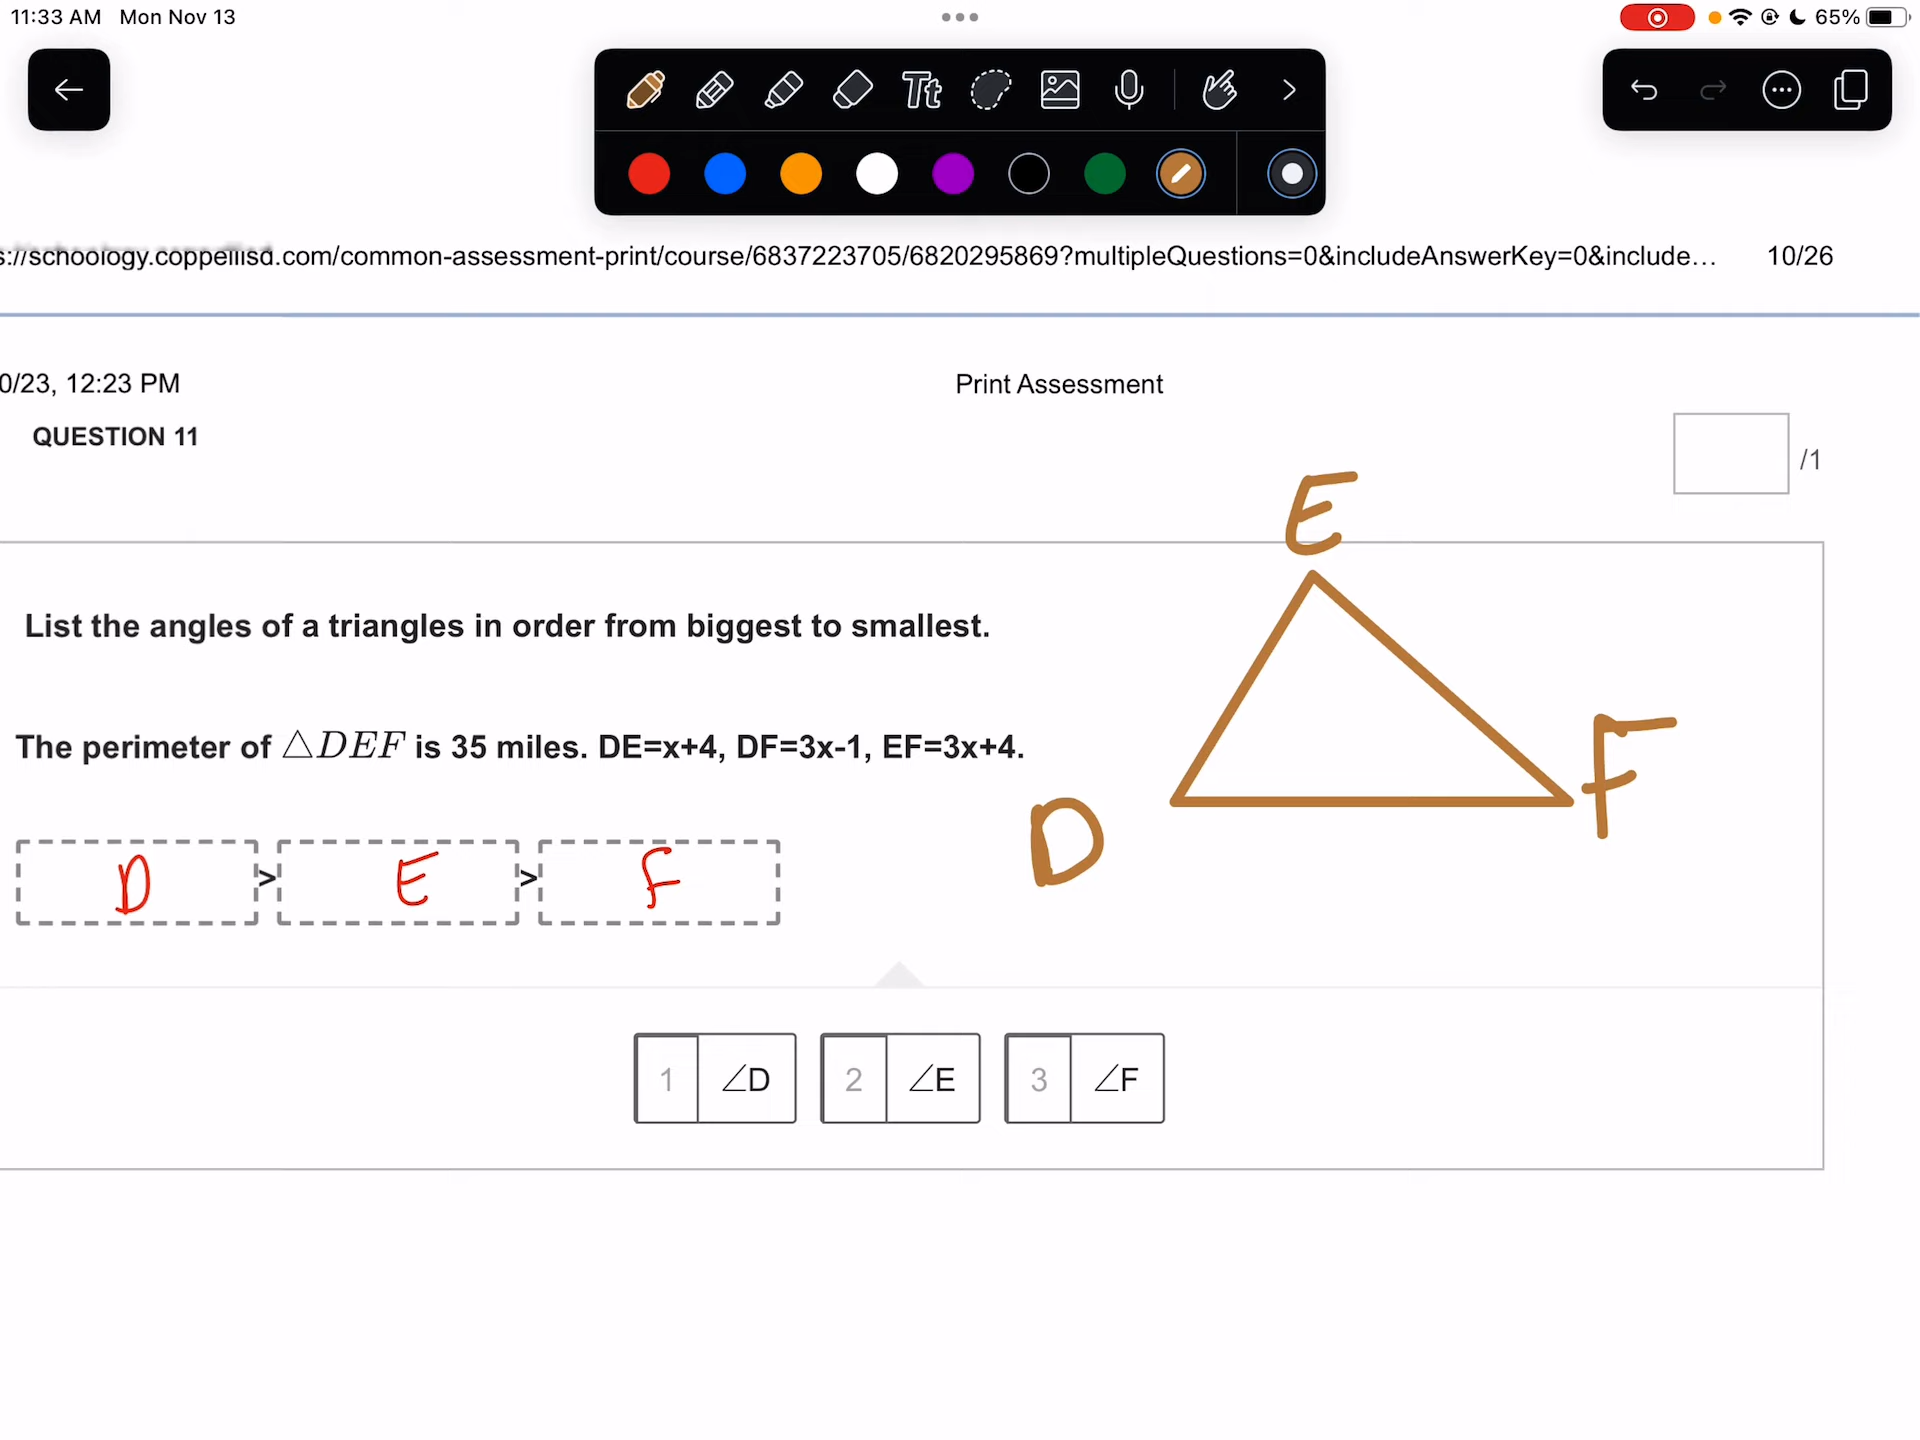 11:33 AM Mon Nov 13
65%
Tt
s://schoology.coppellisd.com/common-assessment-print/course/6837223705/6820295869?multipleQuestions=0&includeAnswerKey=0&include... 10/26
0/23, 12:23 PM Print Assessment
QUESTION 11
/1
E
List the angles of a triangles in order from biggest to smallest.
The perimeter of △DEF is 35 miles. DE=x+4, DF=3x-1, EF=3x+4.
F
D
D > E > F
1 ∠D 2 ∠E 3 ∠F